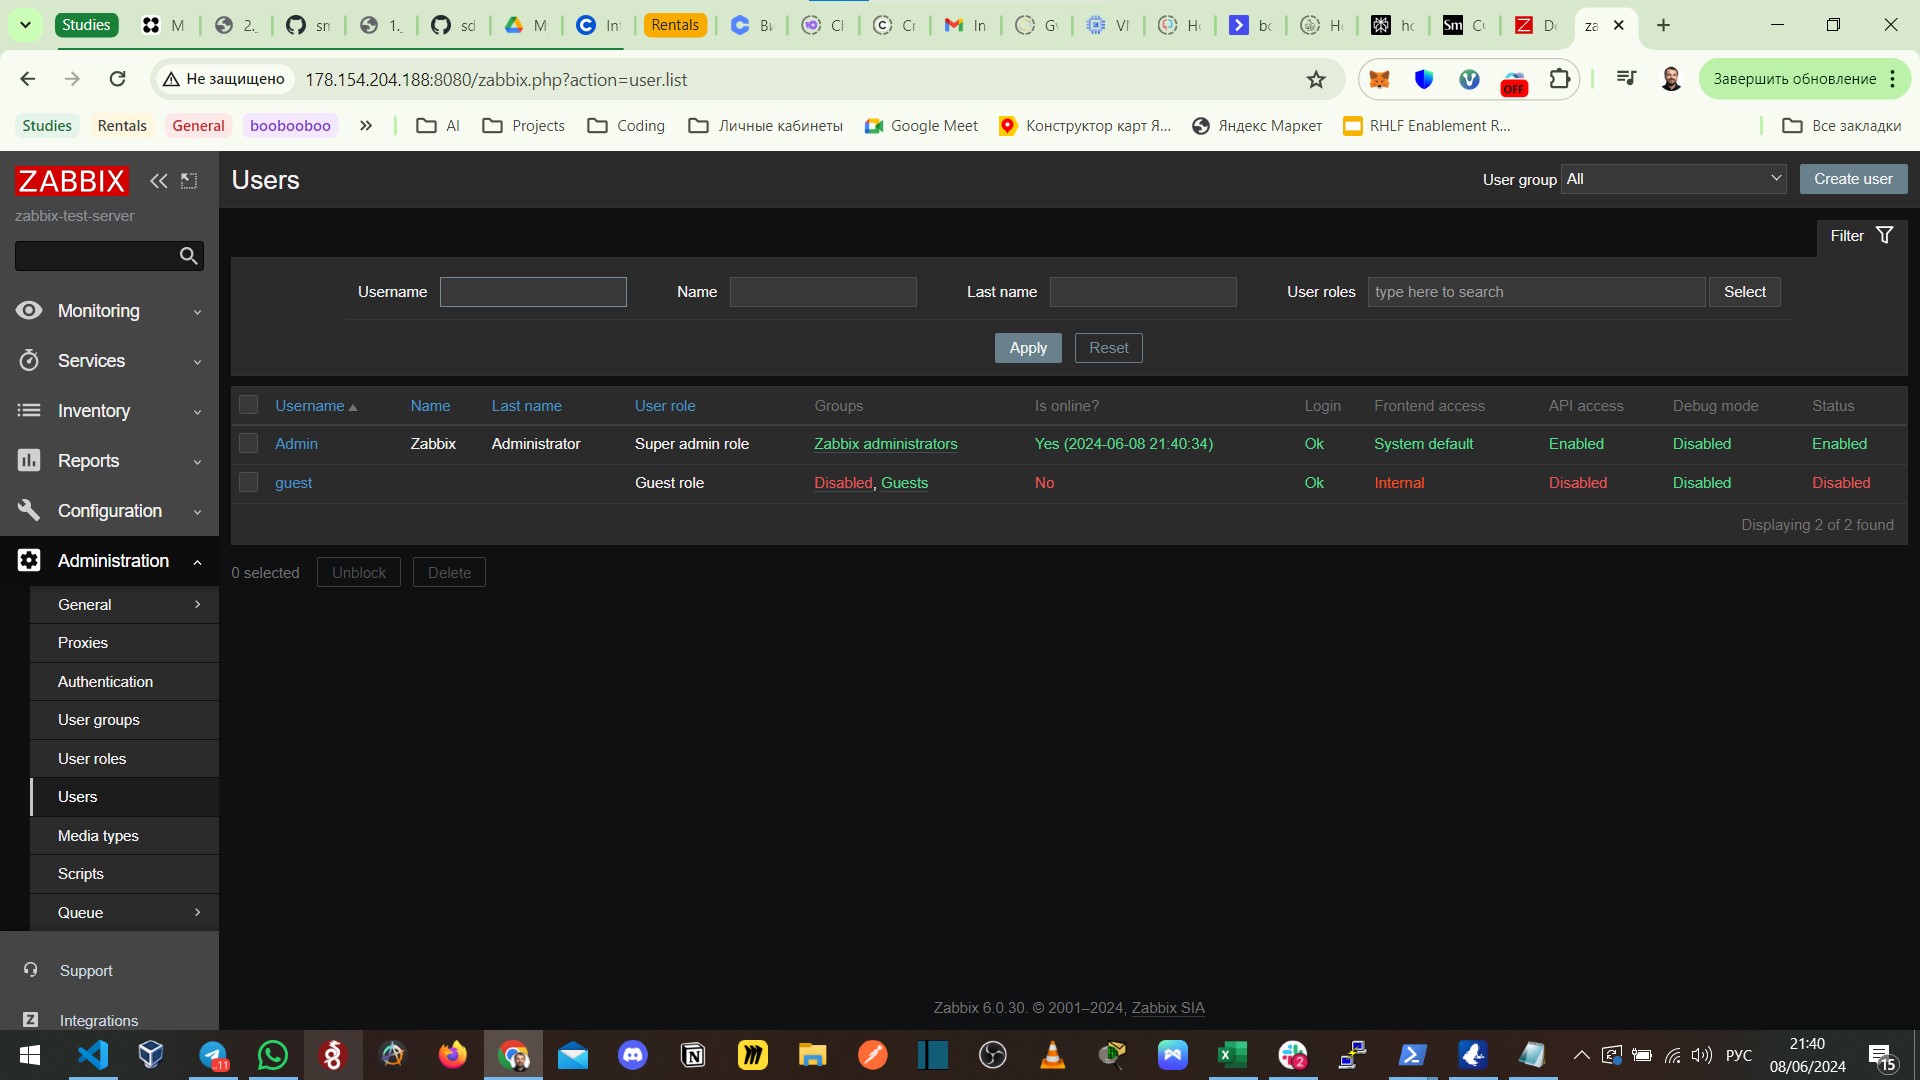 Studies M 2. sn 1. sd M In Rentals Ви Cl Cr In G VI H bc H hc Sm C D za
Не защищено 178.154.204.188:8080/zabbix.php?action=user.list OFF Завершить обновление
Studies Rentals General boobooboo AI Projects Coding Личные кабинеты Google Meet Конструктор карт Я... Яндекс Маркет RHLF Enablement R... Все закладки
ZABBIX
zabbix-test-server
Monitoring
Services
Inventory
Reports
Configuration
Administration
General
Proxies
Authentication
User groups
User roles
Users
Media types
Scripts
Queue
Support
Integrations
Users User group All Create user
Filter
Username Name Last name User roles type here to search Select
Apply Reset
Username Name Last name User role Groups Is online? Login Frontend access API access Debug mode Status
Admin Zabbix Administrator Super admin role Zabbix administrators Yes (2024-06-08 21:40:34) Ok System default Enabled Disabled Enabled
guest Guest role Disabled, Guests No Ok Internal Disabled Disabled Disabled
Displaying 2 of 2 found
0 selected Unblock Delete
Zabbix 6.0.30. © 2001–2024, Zabbix SIA
11 2 РУС 21:40
08/06/2024 15